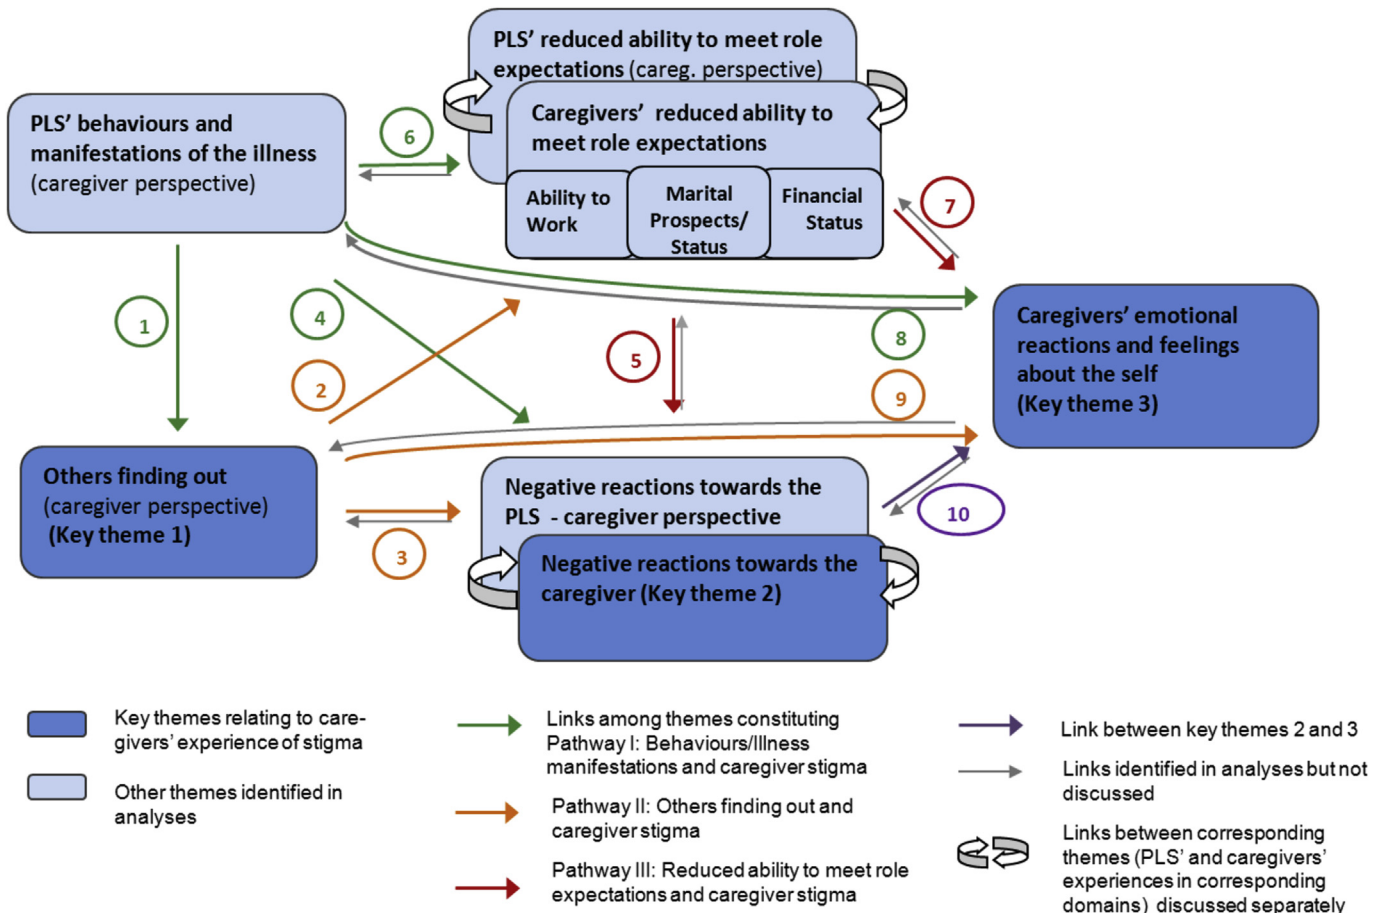 PLS' reduced ability to meet role
expectations (careg. perspective)
Caregivers' reduced ability to
meet role expectations
Ability to
Work
Marital
Prospects/
Status
Financial
Status
PLS' behaviours and
manifestations of the illness
(caregiver perspective)
6
7
1
4
2
5
8
9
Caregivers' emotional
reactions and feelings
about the self
(Key theme 3)
Others finding out
(caregiver perspective)
(Key theme 1)
3
Negative reactions towards the
PLS - caregiver perspective
Negative reactions towards the
caregiver (Key theme 2)
10
Key themes relating to care-
givers' experience of stigma
Other themes identified in
analyses
Links among themes constituting
Pathway I: Behaviours/Illness
manifestations and caregiver stigma
Pathway II: Others finding out and
caregiver stigma
Pathway III: Reduced ability to meet role
expectations and caregiver stigma
Link between key themes 2 and 3
Links identified in analyses but not
discussed
Links between corresponding
themes (PLS' and caregivers'
experiences in corresponding
domains) discussed separately